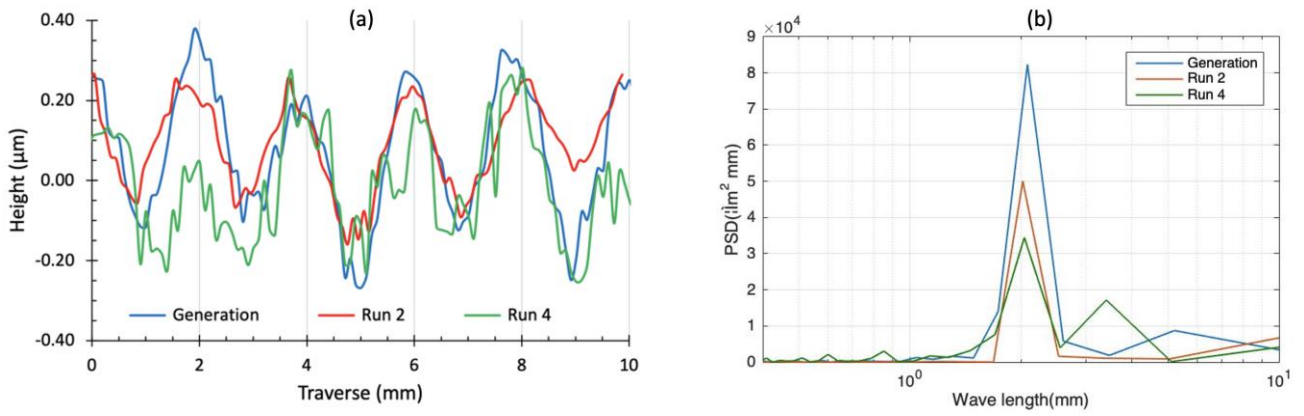 (a)
0.40
0.20
0.00
-0.20
-0.40
Height (µm)
Generation Run 2 Run 4
0 2 4 6 8 10
Traverse (mm)
(b)
×10⁴
9
8
7
6
5
4
3
2
1
0
PSD(:ìm² mm)
Generation
Run 2
Run 4
10⁰ 10¹
Wave length(mm)